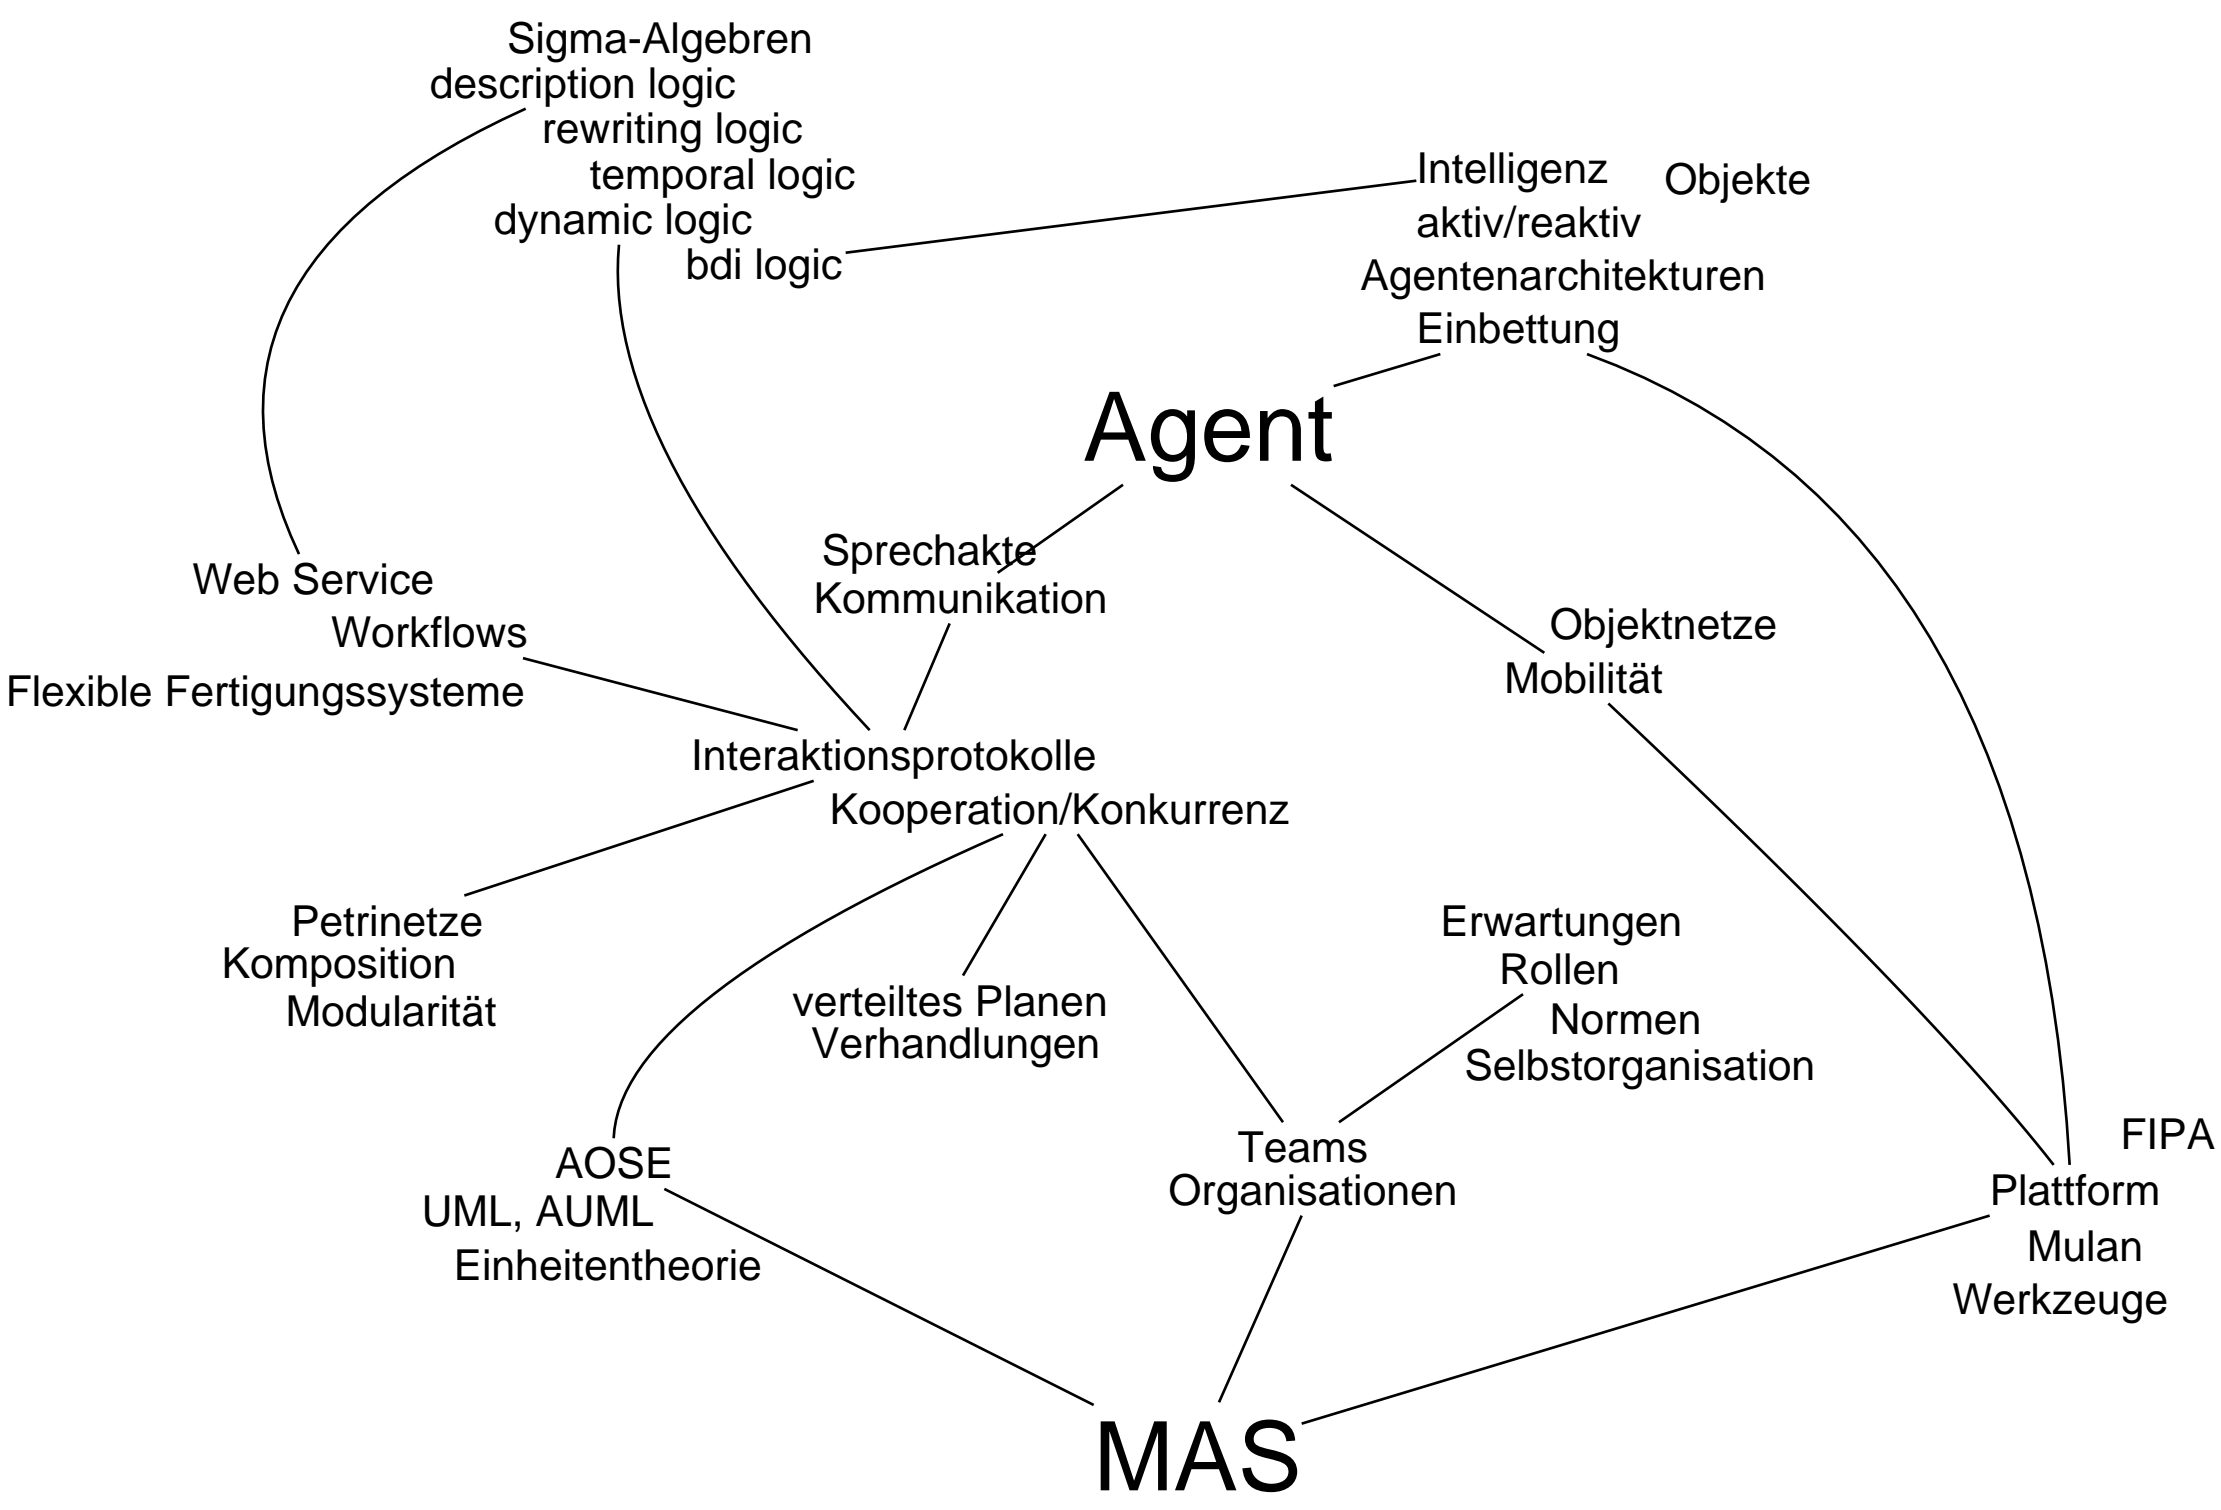 Sigma-Algebren
description logic
rewriting logic
temporal logic
dynamic logic
bdi logic
Intelligenz
Objekte
aktiv/reaktiv
Agentenarchitekturen
Einbettung
Agent
Sprechakte
Kommunikation
Web Service
Workflows
Flexible Fertigungssysteme
Objektnetze
Mobilität
Interaktionsprotokolle
Kooperation/Konkurrenz
Petrinetze
Komposition
Modularität
verteiltes Planen
Verhandlungen
Erwartungen
Rollen
Normen
Selbstorganisation
AOSE
UML, AUML
Einheitentheorie
Teams
Organisationen
FIPA
Plattform
Mulan
Werkzeuge
MAS